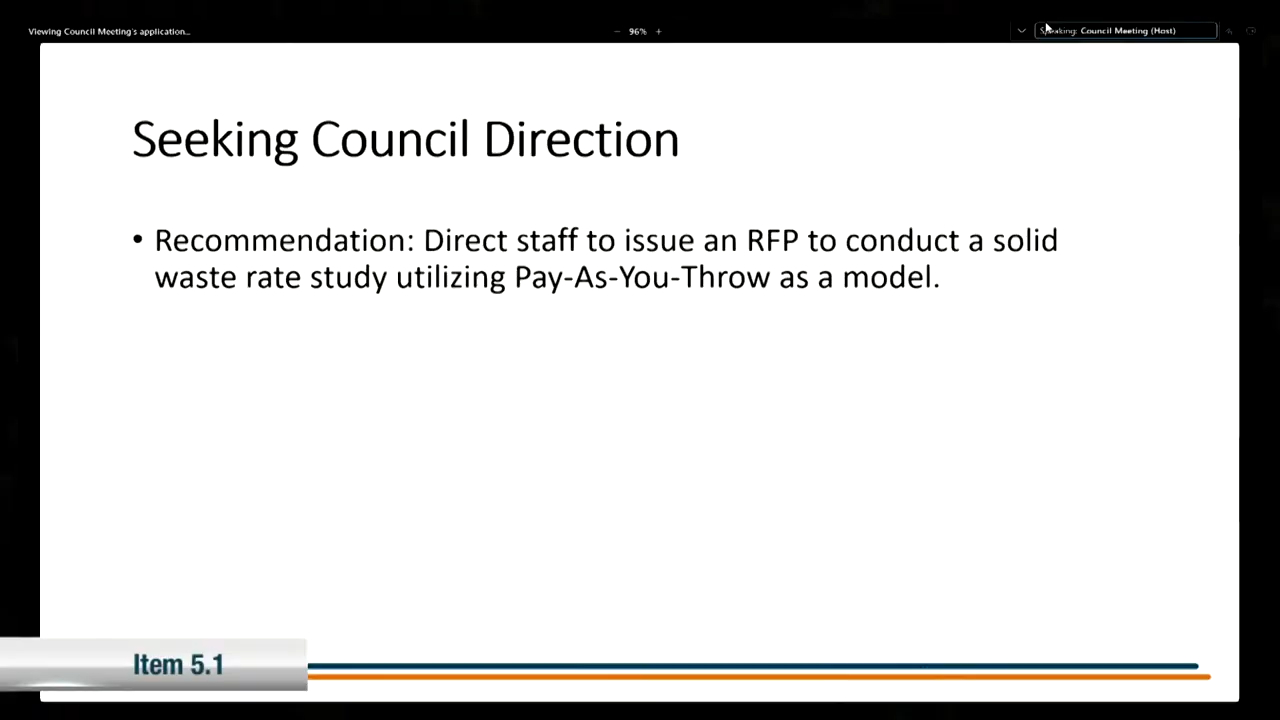 Viewing Council Meeting's application...
96%
Speaking: Council Meeting (Host)
Seeking Council Direction
• Recommendation: Direct staff to issue an RFP to conduct a solid
waste rate study utilizing Pay-As-You-Throw as a model.
Item 5.1